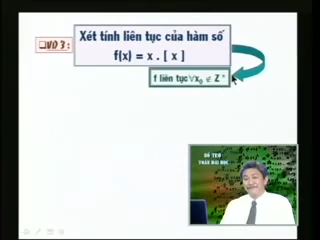 ❑VD 3 :
Xét tính liên tục của hàm số
f(x) = x . [ x ]
f liên tục ∀x₀ ∉ Z *